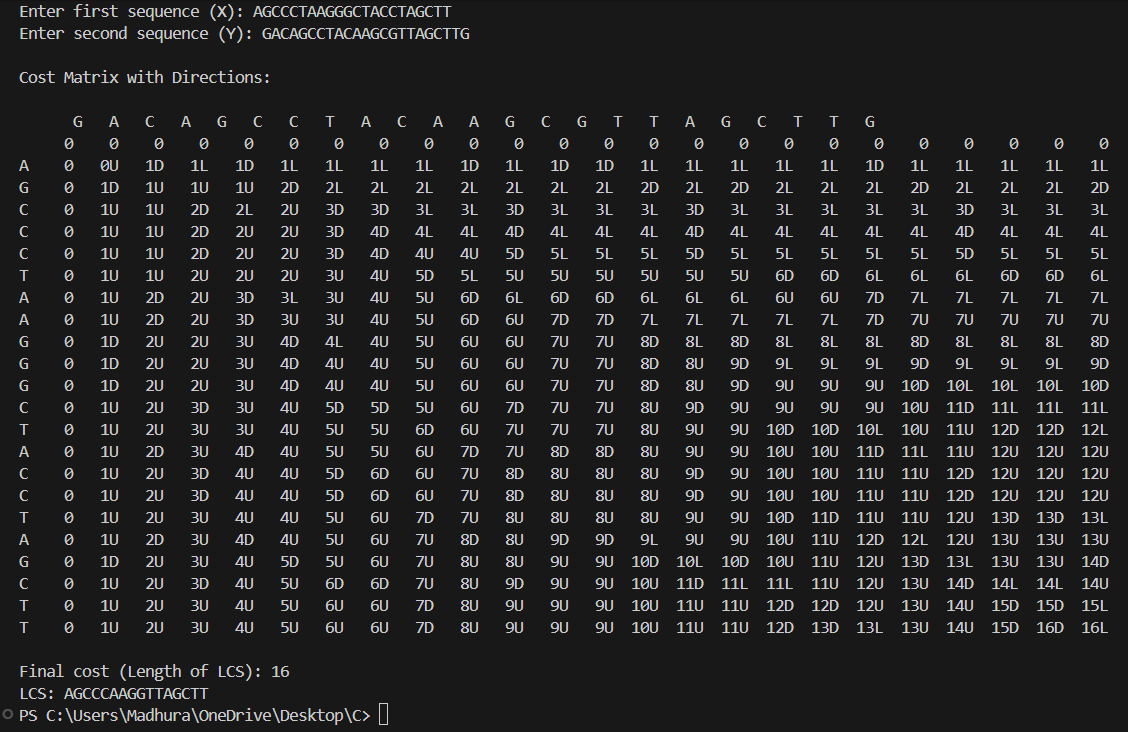 Enter first sequence (X): AGCCCTAAGGGCTACCTAGCTT
Enter second sequence (Y): GACAGCCTACAAGCGTTAGCTTG
Cost Matrix with Directions:
G A C A G C C T A C A A G C G T T A G C T T G
0 0 0 0 0 0 0 0 0 0 0 0 0 0 0 0 0 0 0 0 0 0 0 0
A 0 0U 1D 1L 1D 1L 1L 1L 1L 1D 1L 1D 1D 1L 1L 1L 1L 1L 1D 1L 1L 1L 1L 1L
G 0 1D 1U 1U 1U 2D 2L 2L 2L 2L 2L 2L 2L 2D 2L 2D 2L 2L 2L 2D 2L 2L 2L 2D
C 0 1U 1U 2D 2L 2U 3D 3D 3L 3L 3D 3L 3L 3L 3D 3L 3L 3L 3L 3L 3D 3L 3L 3L
C 0 1U 1U 2D 2U 2U 3D 4D 4L 4L 4D 4L 4L 4L 4D 4L 4L 4L 4L 4L 4D 4L 4L 4L
C 0 1U 1U 2D 2U 2U 3D 4D 4U 4U 5D 5L 5L 5L 5D 5L 5L 5L 5L 5L 5D 5L 5L 5L
T 0 1U 1U 2U 2U 2U 3U 4U 5D 5L 5U 5U 5U 5U 5U 5U 6D 6D 6L 6L 6L 6D 6D 6L
A 0 1U 2D 2U 3D 3L 3U 4U 5U 6D 6L 6D 6D 6L 6L 6L 6U 6U 7D 7L 7L 7L 7L 7L
A 0 1U 2D 2U 3D 3U 3U 4U 5U 6D 6U 7D 7D 7L 7L 7L 7L 7L 7D 7U 7U 7U 7U 7U
G 0 1D 2U 2U 3U 4D 4L 4U 5U 6U 6U 7U 7U 8D 8L 8D 8L 8L 8L 8D 8L 8L 8L 8D
G 0 1D 2U 2U 3U 4D 4U 4U 5U 6U 6U 7U 7U 8D 8U 9D 9L 9L 9L 9D 9L 9L 9L 9D
G 0 1D 2U 2U 3U 4D 4U 4U 5U 6U 6U 7U 7U 8D 8U 9D 9U 9U 9U 10D 10L 10L 10L 10D
C 0 1U 2U 3D 3U 4U 5D 5D 5U 6U 7D 7U 7U 8U 9D 9U 9U 9U 9U 10U 11D 11L 11L 11L
T 0 1U 2U 3U 3U 4U 5U 5U 6D 6U 7U 7U 7U 8U 9U 9U 10D 10D 10L 10U 11U 12D 12D 12L
A 0 1U 2D 3U 4D 4U 5U 5U 6U 7D 7U 8D 8D 8U 9U 9U 10U 10U 11D 11L 11U 12U 12U 12U
C 0 1U 2U 3D 4U 4U 5D 6D 6U 7U 8D 8U 8U 8U 9D 9U 10U 10U 11U 11U 12D 12U 12U 12U
C 0 1U 2U 3D 4U 4U 5D 6D 6U 7U 8D 8U 8U 8U 9D 9U 10U 10U 11U 11U 12D 12U 12U 12U
T 0 1U 2U 3U 4U 4U 5U 6U 7D 7U 8U 8U 8U 8U 9U 9U 10D 11D 11U 11U 12U 13D 13D 13L
A 0 1U 2D 3U 4D 4U 5U 6U 7U 8D 8U 9D 9D 9L 9U 9U 10U 11U 12D 12L 12U 13U 13U 13U
G 0 1D 2U 3U 4U 5D 5U 6U 7U 8U 8U 9U 9U 10D 10L 10D 10U 11U 12U 13D 13L 13U 13U 14D
C 0 1U 2U 3D 4U 5U 6D 6D 7U 8U 9D 9U 9U 10U 11D 11L 11L 11U 12U 13U 14D 14L 14L 14U
T 0 1U 2U 3U 4U 5U 6U 6U 7D 8U 9U 9U 9U 10U 11U 11U 12D 12D 12U 13U 14U 15D 15D 15L
T 0 1U 2U 3U 4U 5U 6U 6U 7D 8U 9U 9U 9U 10U 11U 11U 12D 13D 13L 13U 14U 15D 16D 16L
Final cost (Length of LCS): 16
LCS: AGCCCAAGGTTAGCTT
PS C:\Users\Madhura\OneDrive\Desktop\C>